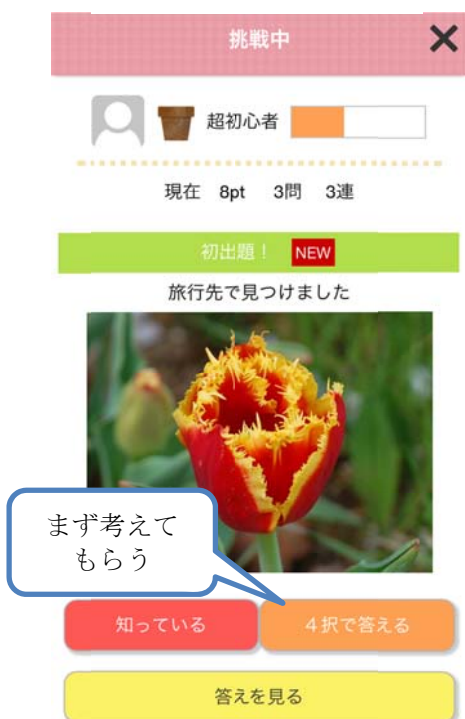 挑戦中
超初心者
現在 8pt 3問 3連
初出題! NEW
旅行先で見つけました
まず考えて
もらう
知っている
4択で答える
答えを見る